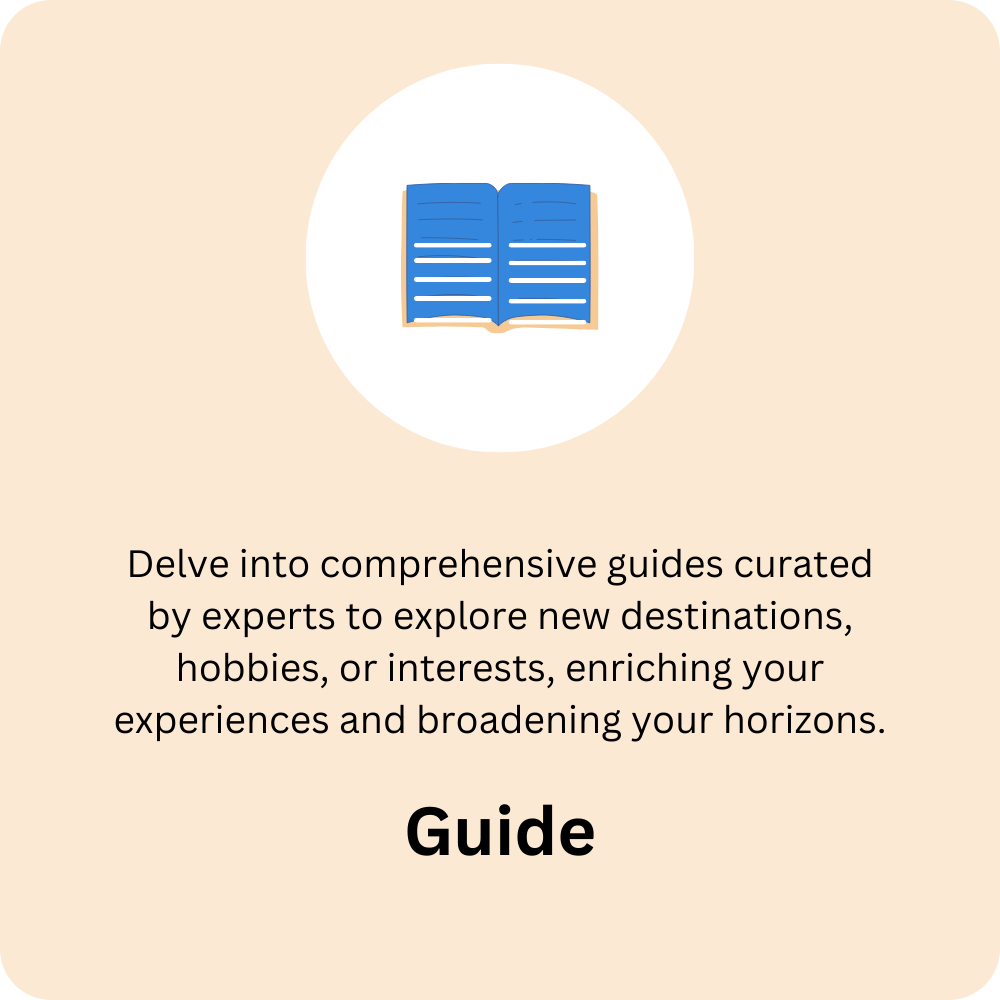 Delve into comprehensive guides curated
by experts to explore new destinations,
hobbies, or interests, enriching your
experiences and broadening your horizons.
Guide